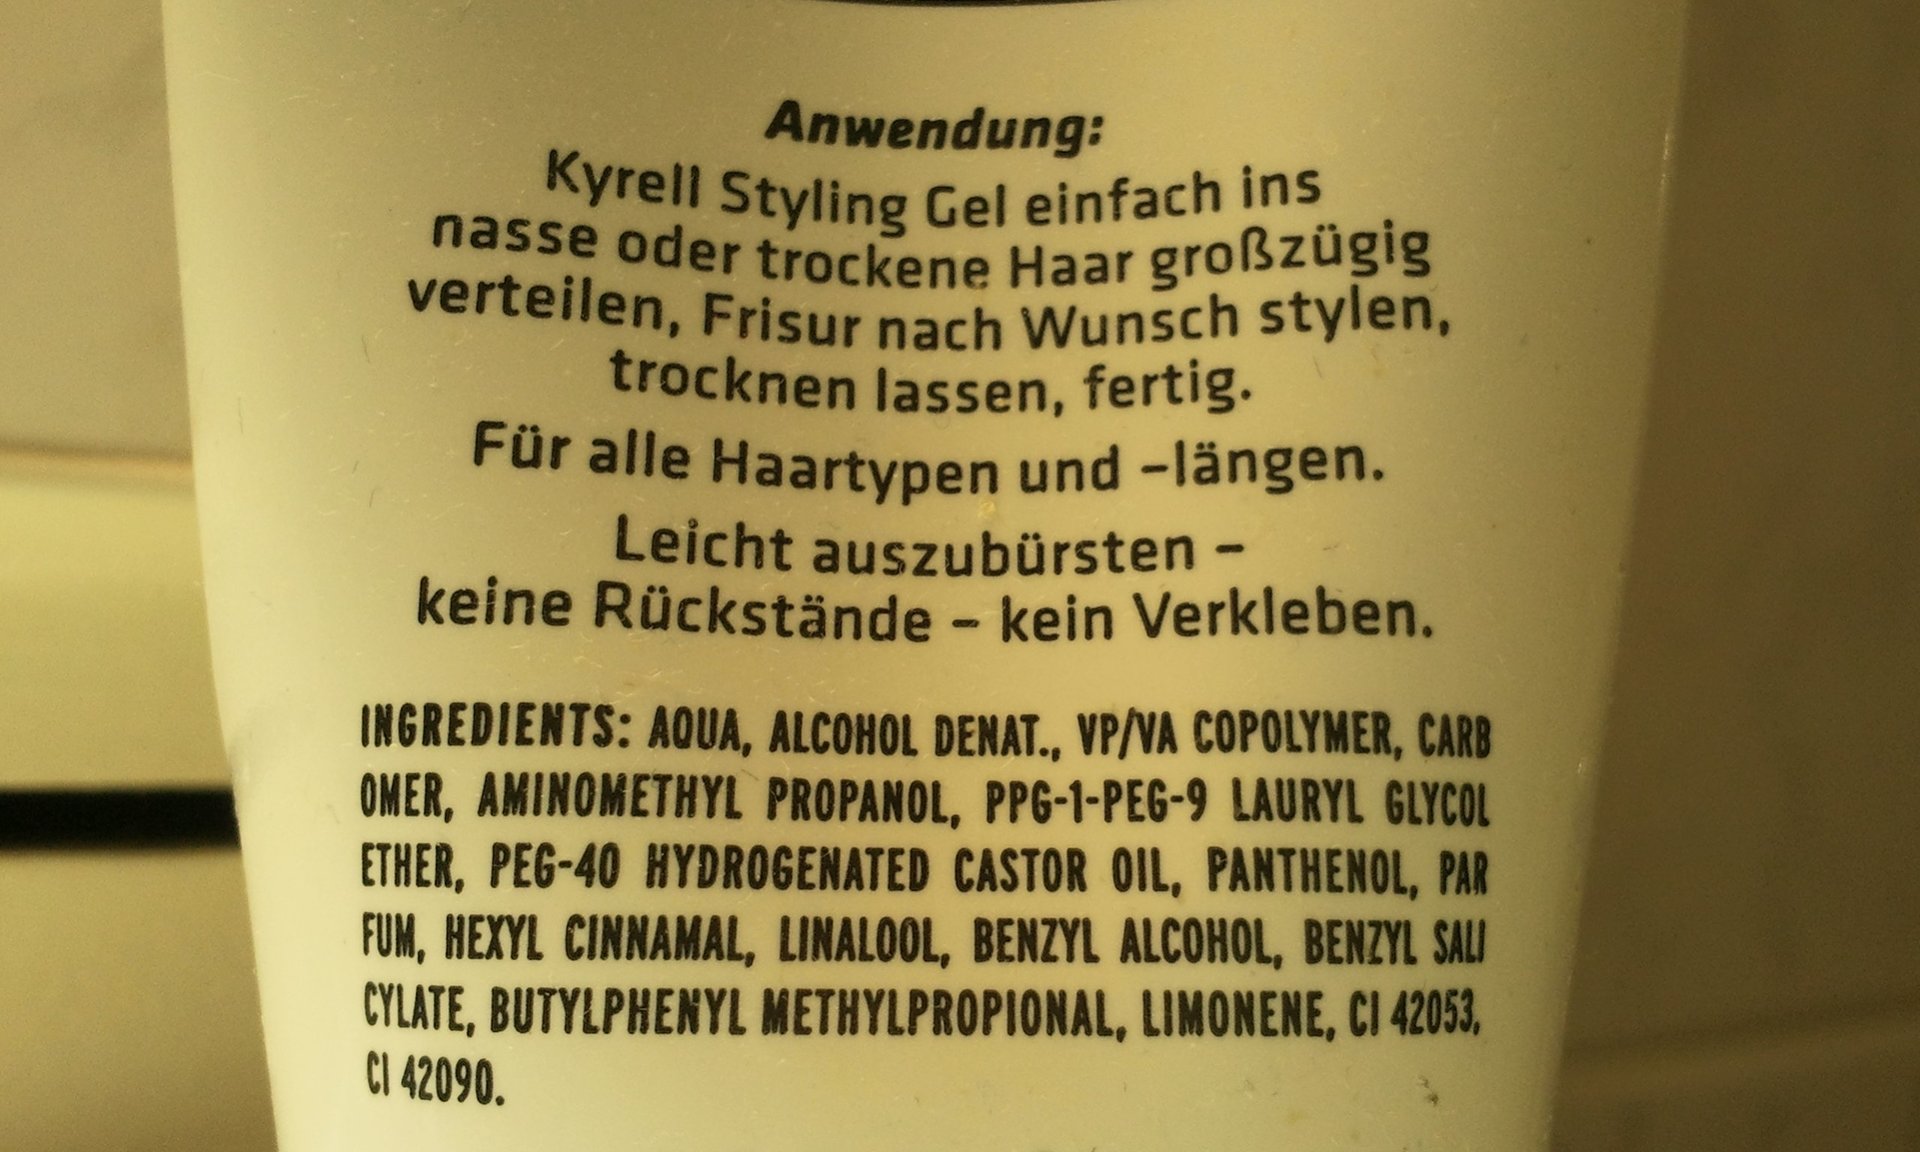 Anwendung:
Kyrell Styling Gel einfach ins
nasse oder trockene Haar großzügig
verteilen, Frisur nach Wunsch stylen,
trocknen lassen, fertig.
Für alle Haartypen und –längen.
Leicht auszubürsten –
keine Rückstände – kein Verkleben.
INGREDIENTS: AQUA, ALCOHOL DENAT., VP/VA COPOLYMER, CARB
OMER, AMINOMETHYL PROPANOL, PPG-1-PEG-9 LAURYL GLYCOL
ETHER, PEG-40 HYDROGENATED CASTOR OIL, PANTHENOL, PAR
FUM, HEXYL CINNAMAL, LINALOOL, BENZYL ALCOHOL, BENZYL SALI
CYLATE, BUTYLPHENYL METHYLPROPIONAL, LIMONENE, CI 42053,
CI 42090.